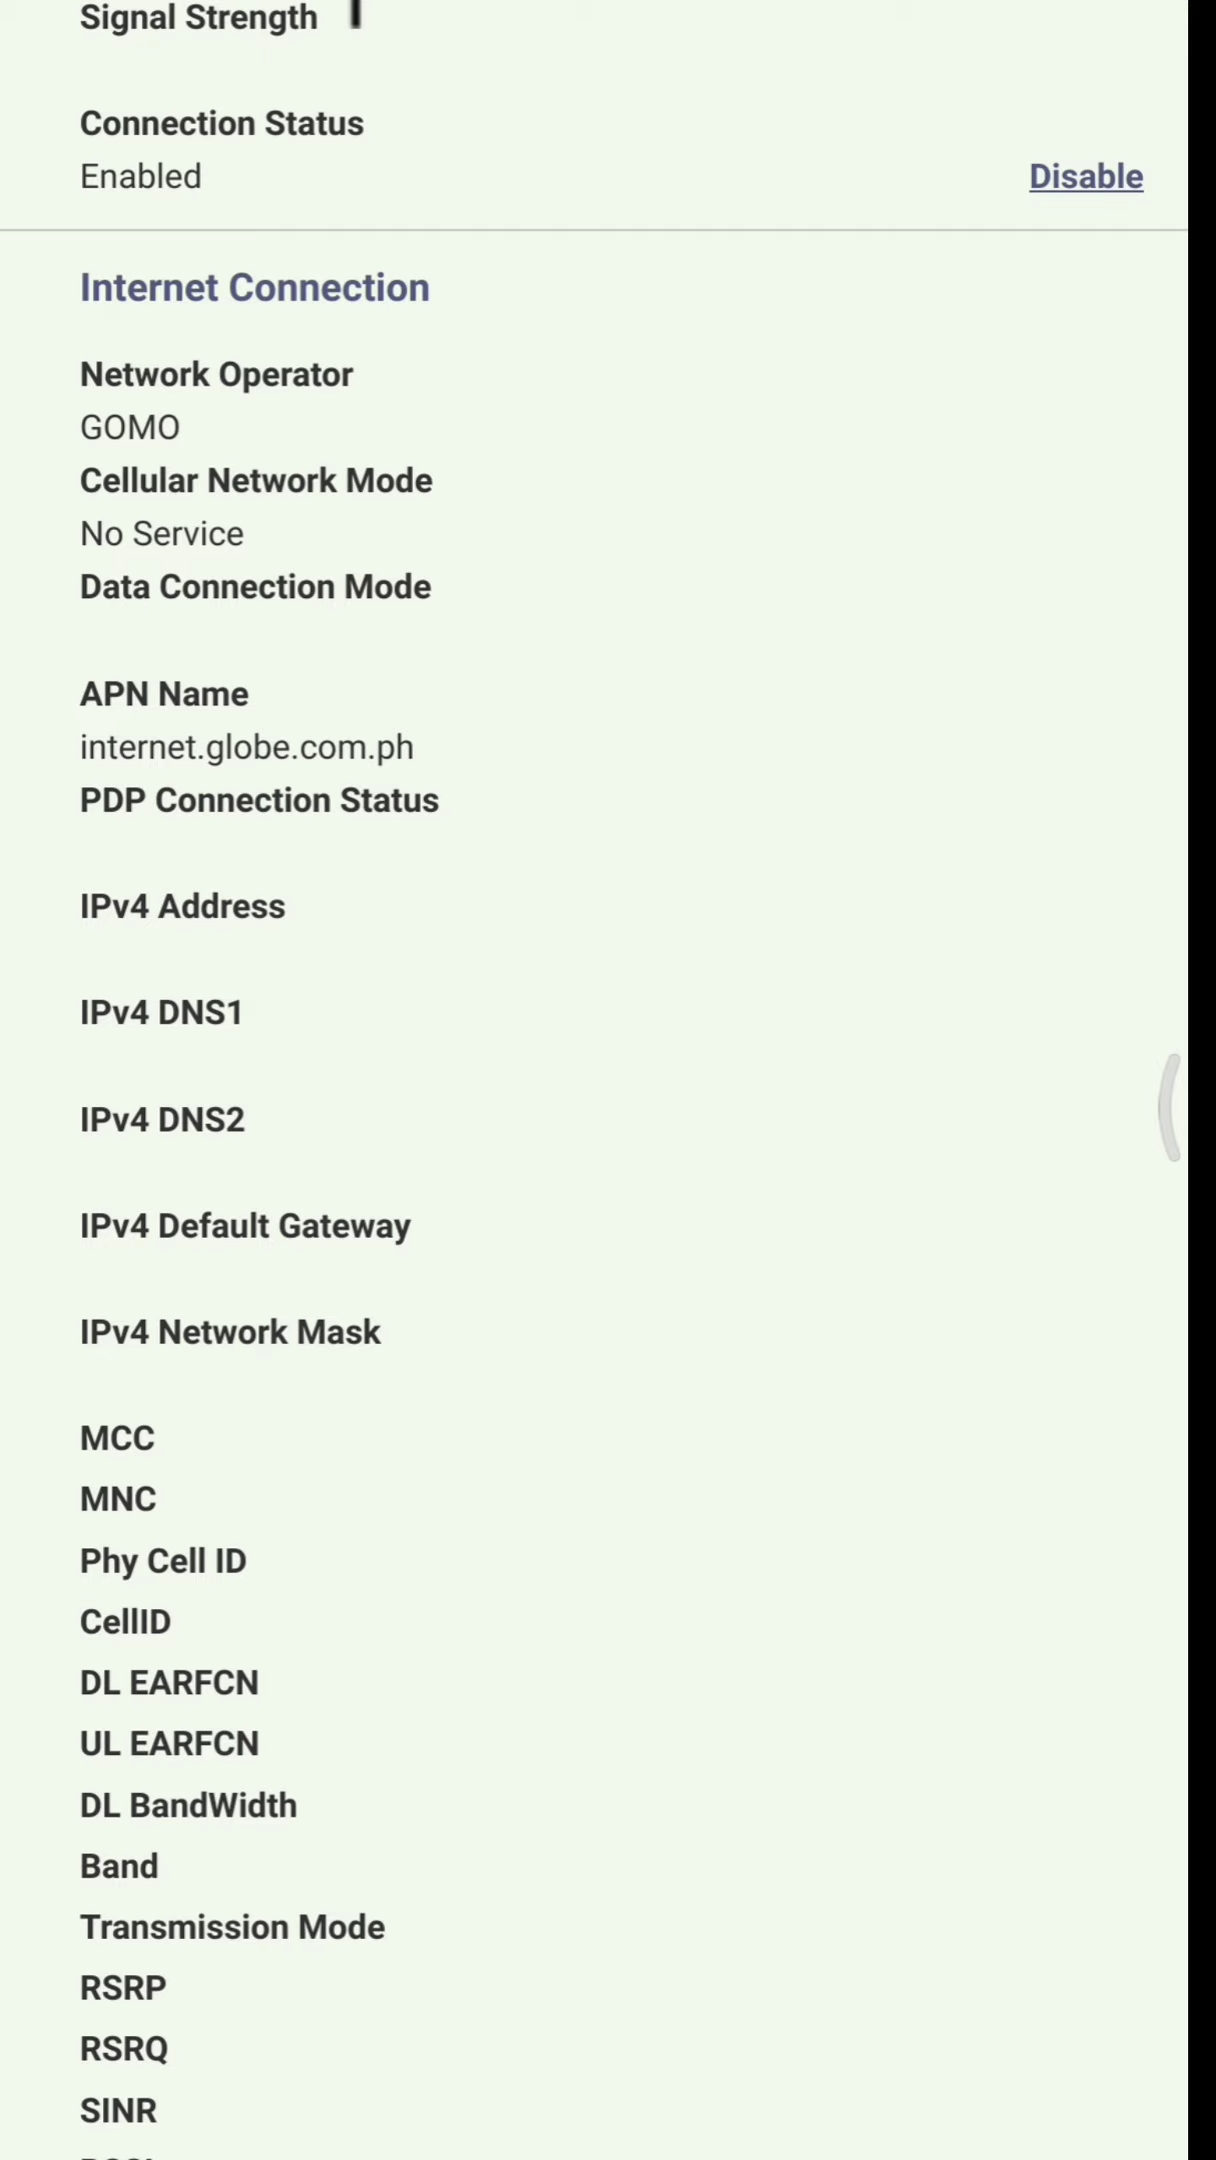 Signal Strength
Connection Status
Enabled
Disable
Internet Connection
Network Operator
GOMO
Cellular Network Mode
No Service
Data Connection Mode
APN Name
internet.globe.com.ph
PDP Connection Status
IPv4 Address
IPv4 DNS1
IPv4 DNS2
IPv4 Default Gateway
IPv4 Network Mask
MCC
MNC
Phy Cell ID
CellID
DL EARFCN
UL EARFCN
DL BandWidth
Band
Transmission Mode
RSRP
RSRQ
SINR